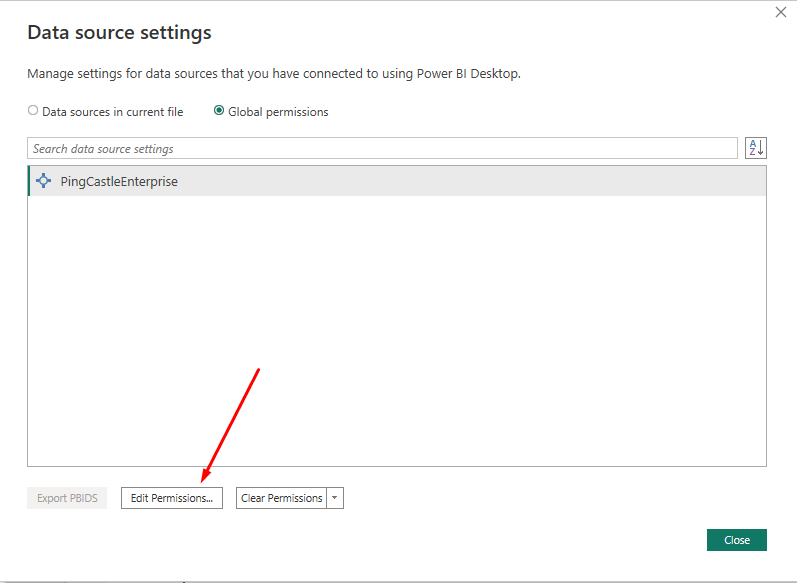 Data source settings
Manage settings for data sources that you have connected to using Power BI Desktop.
Data sources in current file Global permissions
Search data source settings
A
Z
PingCastleEnterprise
Export PBIDS Edit Permissions... Clear Permissions
Close